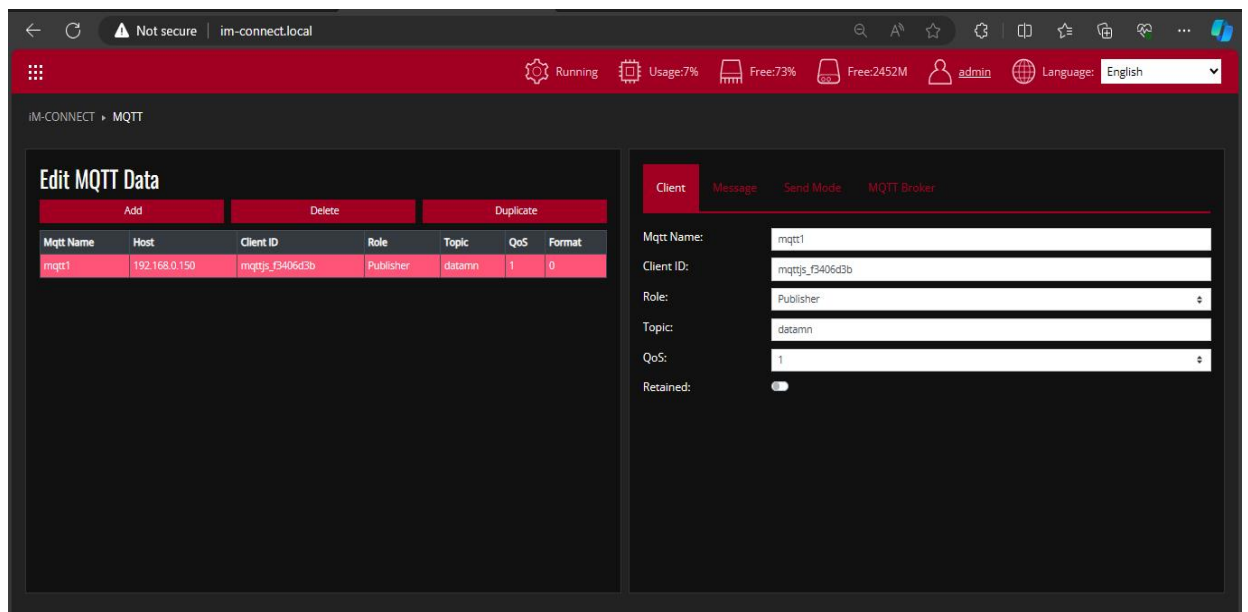 Not secure im-connect.local
Running Usage:7% Free:73% Free:2452M admin Language: English
iM-CONNECT ▸ MQTT
Edit MQTT Data
Add Delete Duplicate
Mqtt Name Host Client ID Role Topic QoS Format
mqtt1 192.168.0.150 mqttjs_f3406d3b Publisher datamn 1 0
Client Message Send Mode MQTT Broker
Mqtt Name: mqtt1
Client ID: mqttjs_f3406d3b
Role: Publisher
Topic: datamn
QoS: 1
Retained: